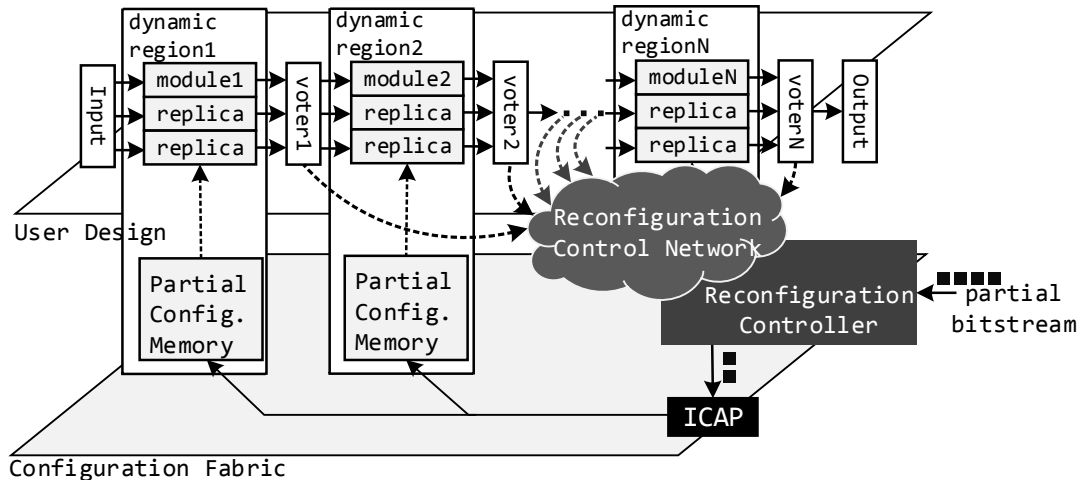 dynamic
region1
dynamic
region2
dynamic
regionN
Input
module1
replica
replica
voter1
module2
replica
replica
voter2
moduleN
replica
replica
voterN
Output
User Design
Reconfiguration
Control Network
Partial
Config.
Memory
Partial
Config.
Memory
Reconfiguration
Controller
partial
bitstream
ICAP
Configuration Fabric